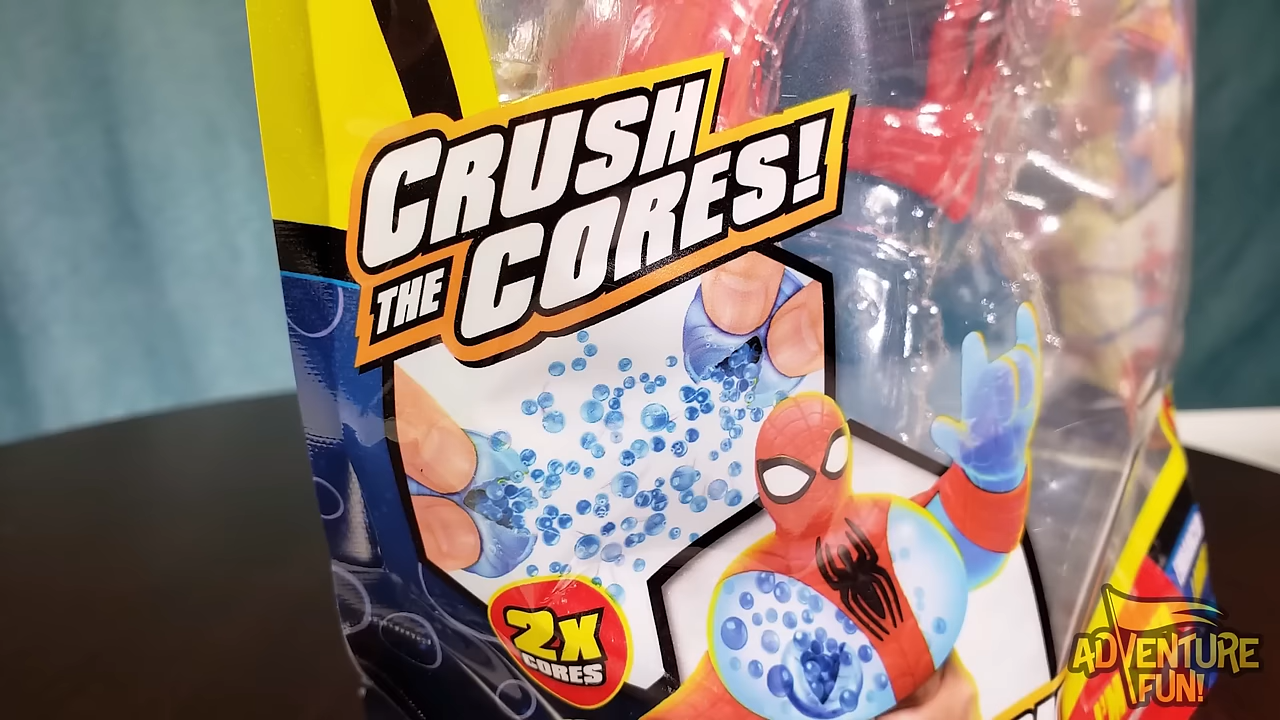 CRUSH
THE CORES!
2X
CORES
ADVENTURE
FUN!